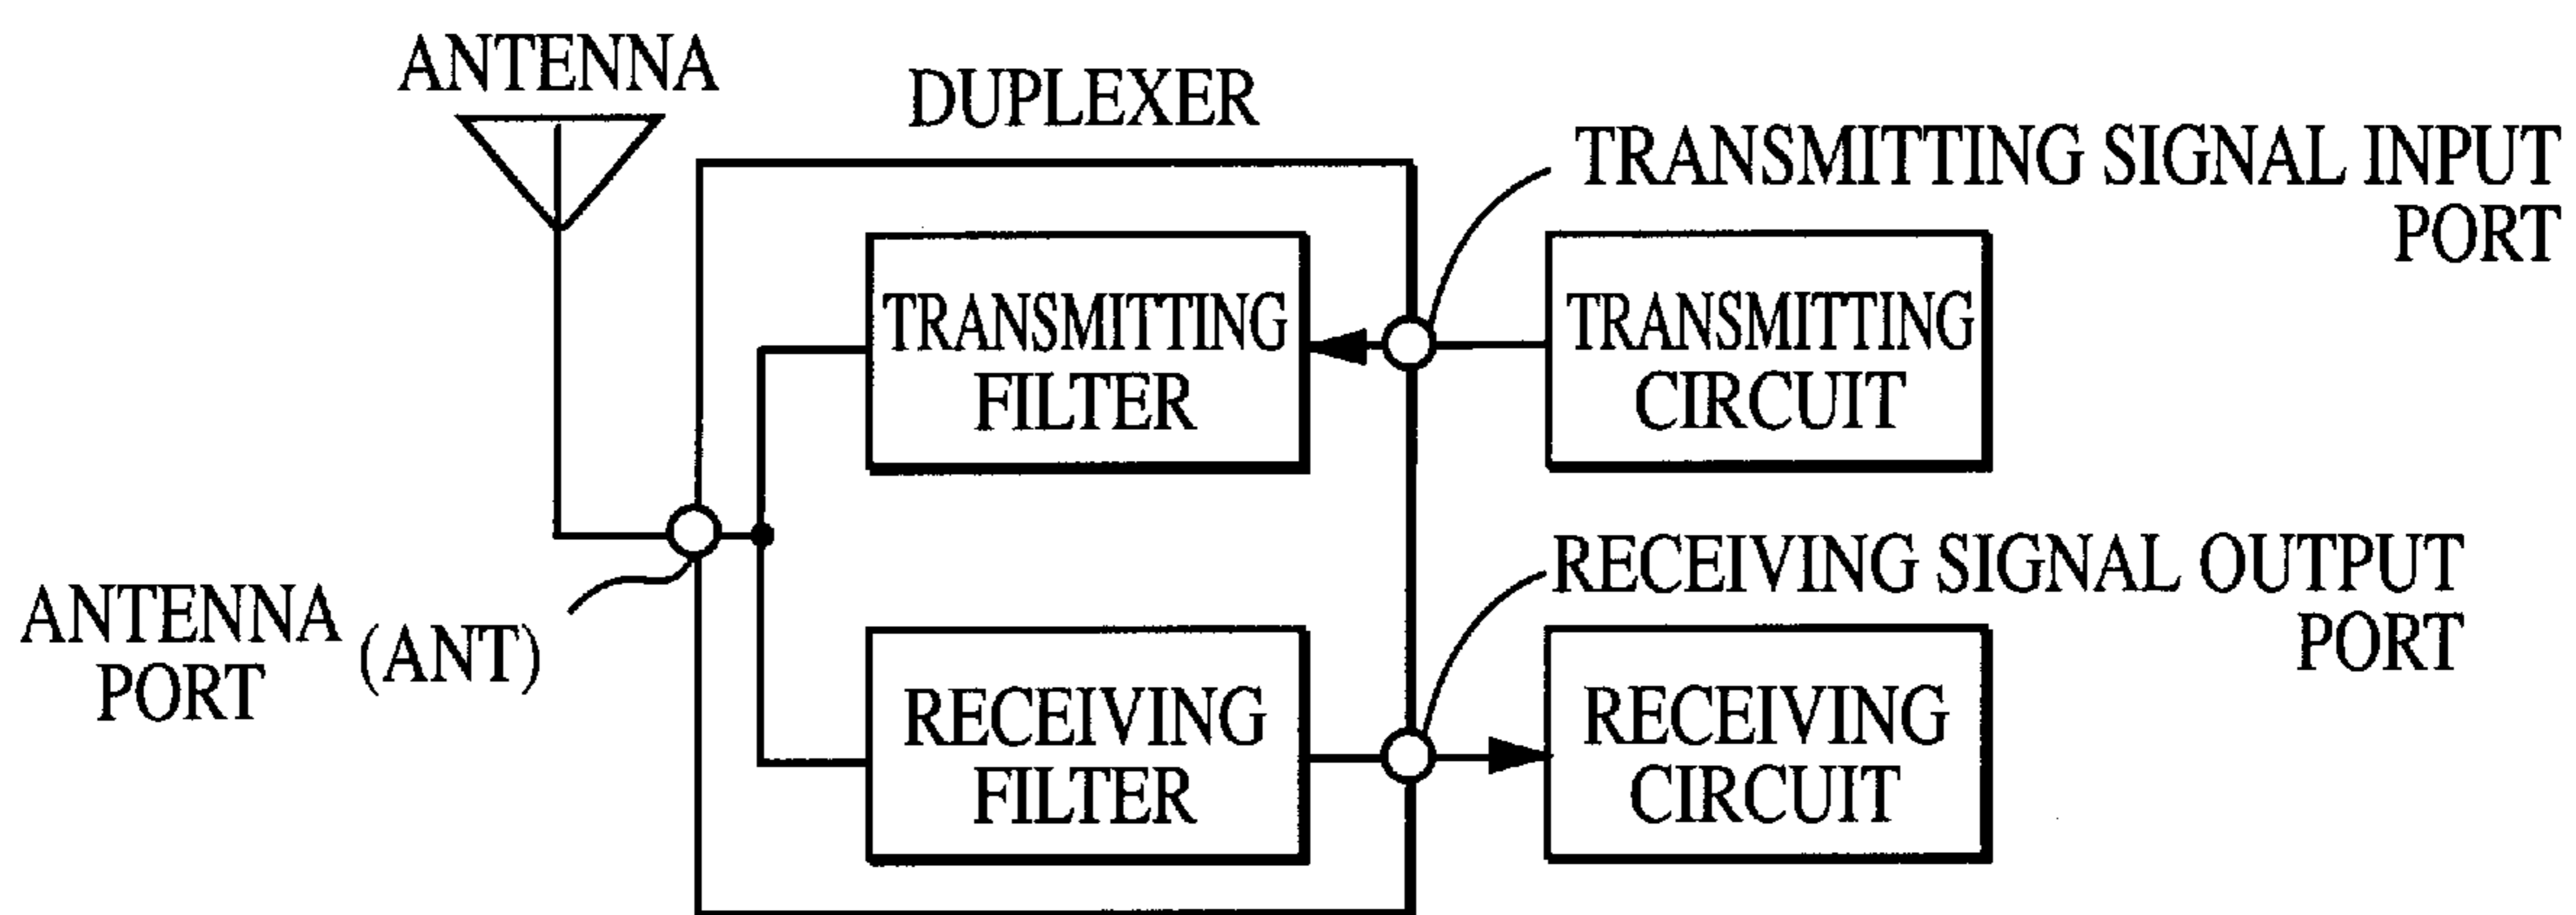 ANTENNA
DUPLEXER
TRANSMITTING SIGNAL INPUT
PORT
TRANSMITTING
FILTER
TRANSMITTING
CIRCUIT
ANTENNA
PORT
(ANT)
RECEIVING SIGNAL OUTPUT
PORT
RECEIVING
FILTER
RECEIVING
CIRCUIT